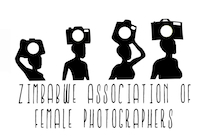 ZIMBABWE ASSOCIATION OF
FEMALE PHOTOGRAPHERS